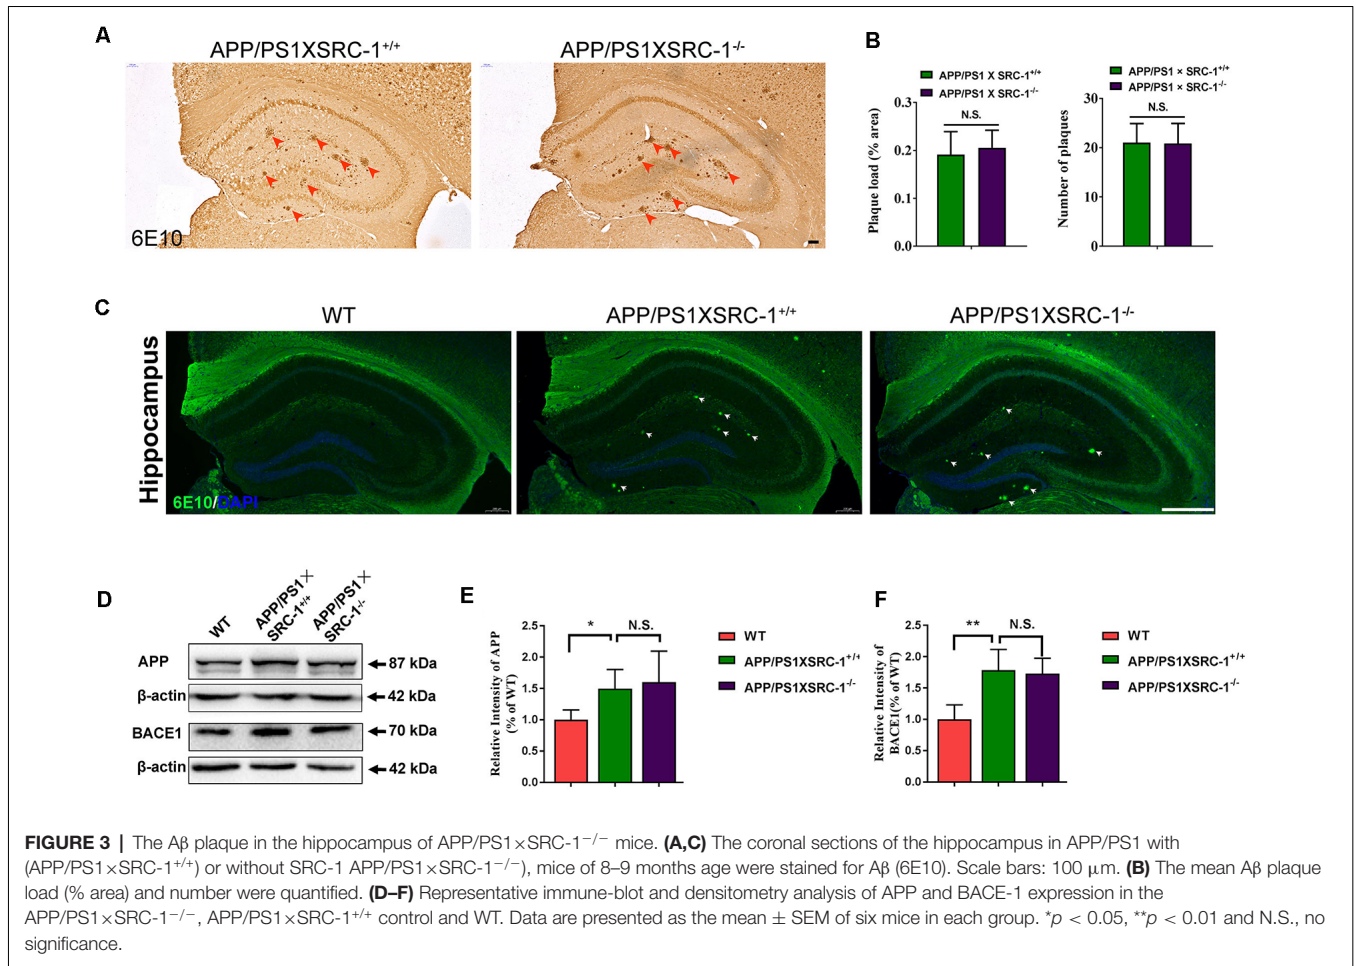 A
APP/PS1XSRC-1+/+
APP/PS1XSRC-1-/-
6E10
B
APP/PS1 X SRC-1+/+
APP/PS1 X SRC-1-/-
N.S.
Plaque load (% area)
0.3
0.2
0.1
0.0
APP/PS1 × SRC-1+/+
APP/PS1 × SRC-1-/-
N.S.
Number of plaques
30
20
10
0
C
WT
APP/PS1XSRC-1+/+
APP/PS1XSRC-1-/-
Hippocampus
6E10/DAPI
D
WT
APP/PS1×
SRC-1+/+
APP/PS1×
SRC-1-/-
APP
87 kDa
β-actin
42 kDa
BACE1
70 kDa
β-actin
42 kDa
E
Relative Intensity of APP
(% of WT)
2.5
2.0
1.5
1.0
0.5
0.0
*
N.S.
WT
APP/PS1XSRC-1+/+
APP/PS1XSRC-1-/-
F
Relative Intensity of
BACE1(% of WT)
2.5
2.0
1.5
1.0
0.5
0.0
**
N.S.
WT
APP/PS1XSRC-1+/+
APP/PS1XSRC-1-/-
FIGURE 3 | The Aβ plaque in the hippocampus of APP/PS1×SRC-1−/− mice. (A,C) The coronal sections of the hippocampus in APP/PS1 with
(APP/PS1×SRC-1+/+) or without SRC-1 APP/PS1×SRC-1−/−), mice of 8–9 months age were stained for Aβ (6E10). Scale bars: 100 μm. (B) The mean Aβ plaque
load (% area) and number were quantified. (D–F) Representative immune-blot and densitometry analysis of APP and BACE-1 expression in the
APP/PS1×SRC-1−/−, APP/PS1×SRC-1+/+ control and WT. Data are presented as the mean ± SEM of six mice in each group. *p < 0.05, **p < 0.01 and N.S., no
significance.